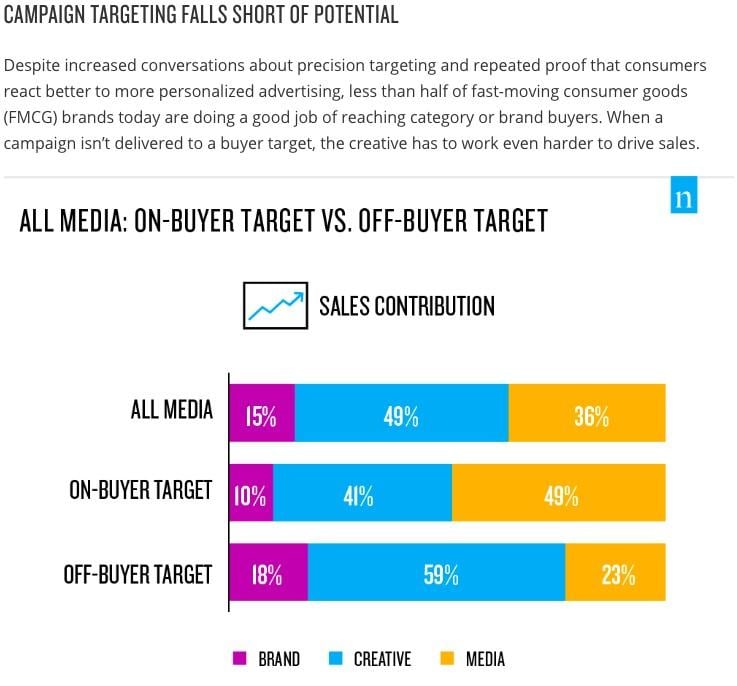 CAMPAIGN TARGETING FALLS SHORT OF POTENTIAL
Despite increased conversations about precision targeting and repeated proof that consumers
react better to more personalized advertising, less than half of fast-moving consumer goods
(FMCG) brands today are doing a good job of reaching category or brand buyers. When a
campaign isn’t delivered to a buyer target, the creative has to work even harder to drive sales.
n
ALL MEDIA: ON-BUYER TARGET VS. OFF-BUYER TARGET
SALES CONTRIBUTION
ALL MEDIA 15% 49% 36%
ON-BUYER TARGET 10% 41% 49%
OFF-BUYER TARGET 18% 59% 23%
BRAND CREATIVE MEDIA